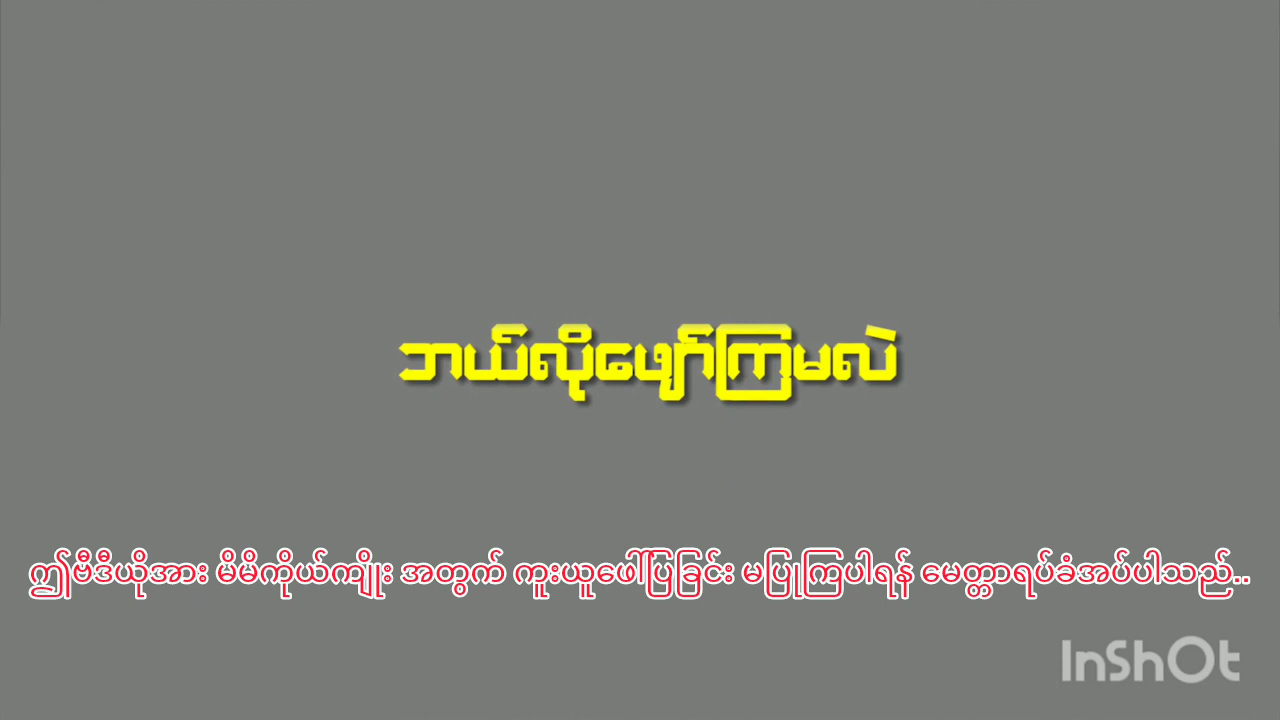 ဘယ်လိုဖျော်ကြမလဲ
ဤဗီဒီယိုအား မိမိကိုယ်ကျိုး အတွက် ကူးယူဖေါ်ပြခြင်း မပြုကြပါရန် မေတ္တာရပ်ခံအပ်ပါသည်..
InShOt